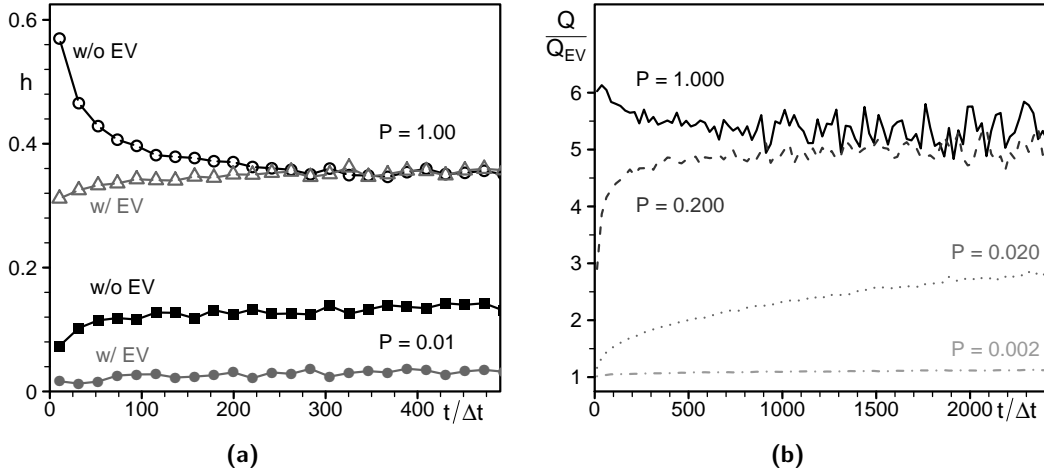 0.6
h
0.4
0.2
0
w/o EV
P = 1.00
w/ EV
w/o EV
w/ EV
P = 0.01
0
100
200
300
400
t/Δt
(a)
Q
Q_EV
6
5
4
3
2
1
P = 1.000
P = 0.200
P = 0.020
P = 0.002
0
500
1000
1500
2000
t/Δt
(b)